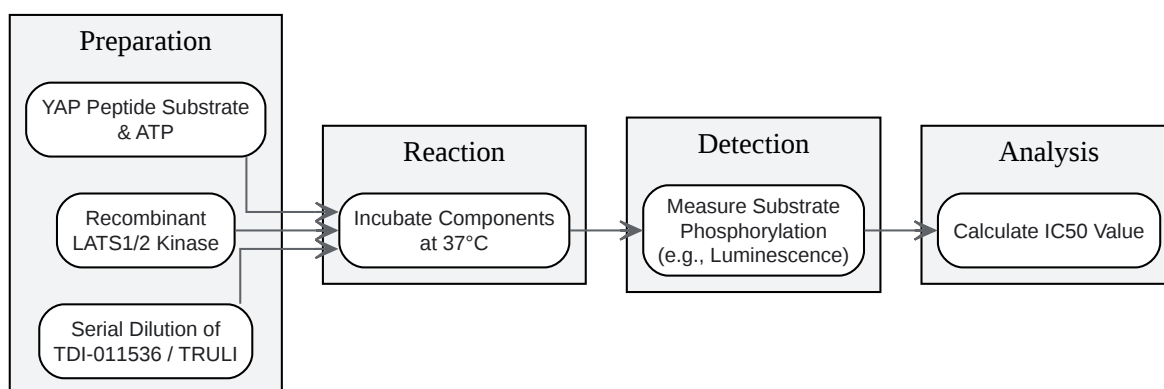 Preparation
YAP Peptide Substrate
& ATP
Recombinant
LATS1/2 Kinase
Serial Dilution of
TDI-011536 / TRULI
Reaction
Incubate Components
at 37°C
Detection
Measure Substrate
Phosphorylation
(e.g., Luminescence)
Analysis
Calculate IC50 Value